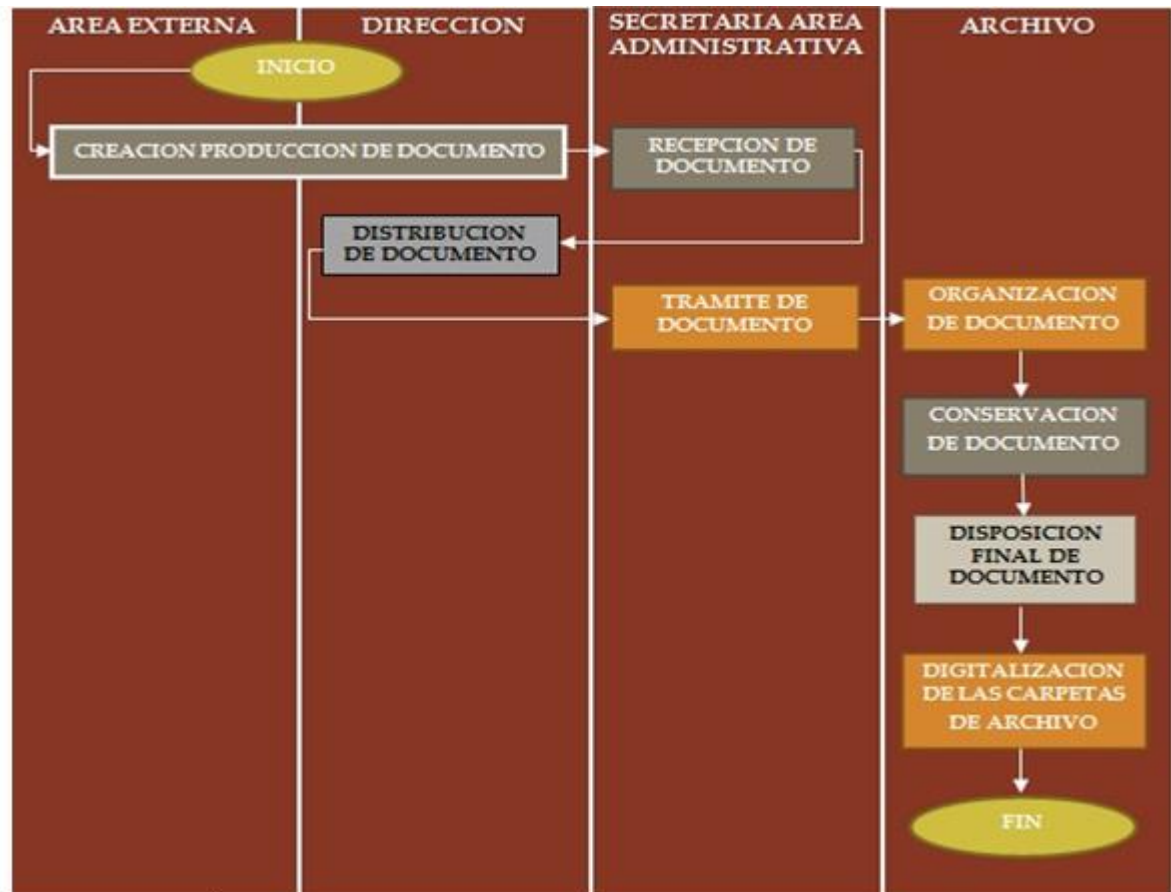 AREA EXTERNA
DIRECCION
SECRETARIA AREA
ADMINISTRATIVA
ARCHIVO
INICIO
CREACION PRODUCCION DE DOCUMENTO
RECEPCION DE
DOCUMENTO
DISTRIBUCION
DE DOCUMENTO
TRAMITE DE
DOCUMENTO
ORGANIZACION
DE DOCUMENTO
CONSERVACION
DE DOCUMENTO
DISPOSICION
FINAL DE
DOCUMENTO
DIGITALIZACION
DE LAS CARPETAS
DE ARCHIVO
FIN